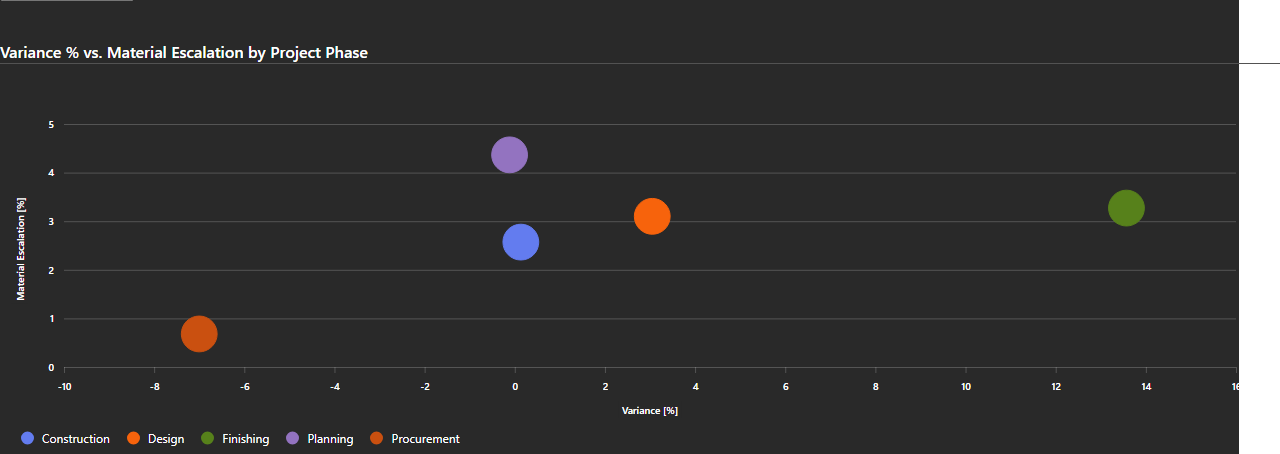 Variance % vs. Material Escalation by Project Phase
5
4
3
2
1
0
Material Escalation [%]
-10 -8 -6 -4 -2 0 2 4 6 8 10 12 14 16
Variance [%]
Construction Design Finishing Planning Procurement